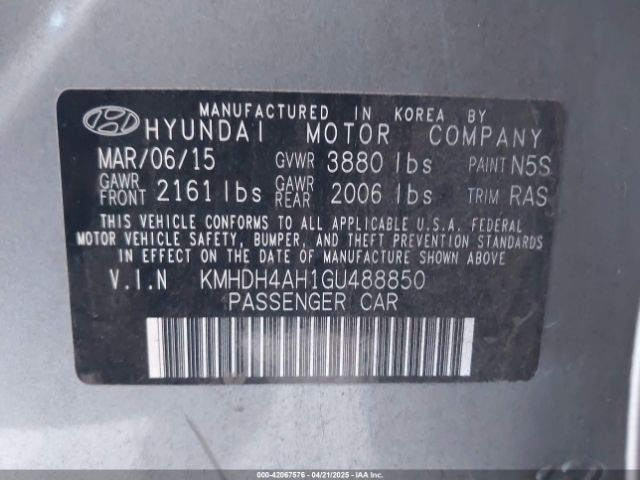 MANUFACTURED IN KOREA BY
HYUNDAI MOTOR COMPANY
MAR/06/15 GVWR 3880 lbs PAINT N5S
GAWR FRONT 2161 lbs GAWR REAR 2006 lbs TRIM RAS
THIS VEHICLE CONFORMS TO ALL APPLICABLE U.S.A. FEDERAL
MOTOR VEHICLE SAFETY, BUMPER, AND THEFT PREVENTION STANDARDS
IN EFFECT ON THE DATE OF MANUFACTURE SHOWN ABOVE.
V.I.N KMHDH4AH1GU488850
PASSENGER CAR
000-42067576 04/21/2025 IAAI.COM